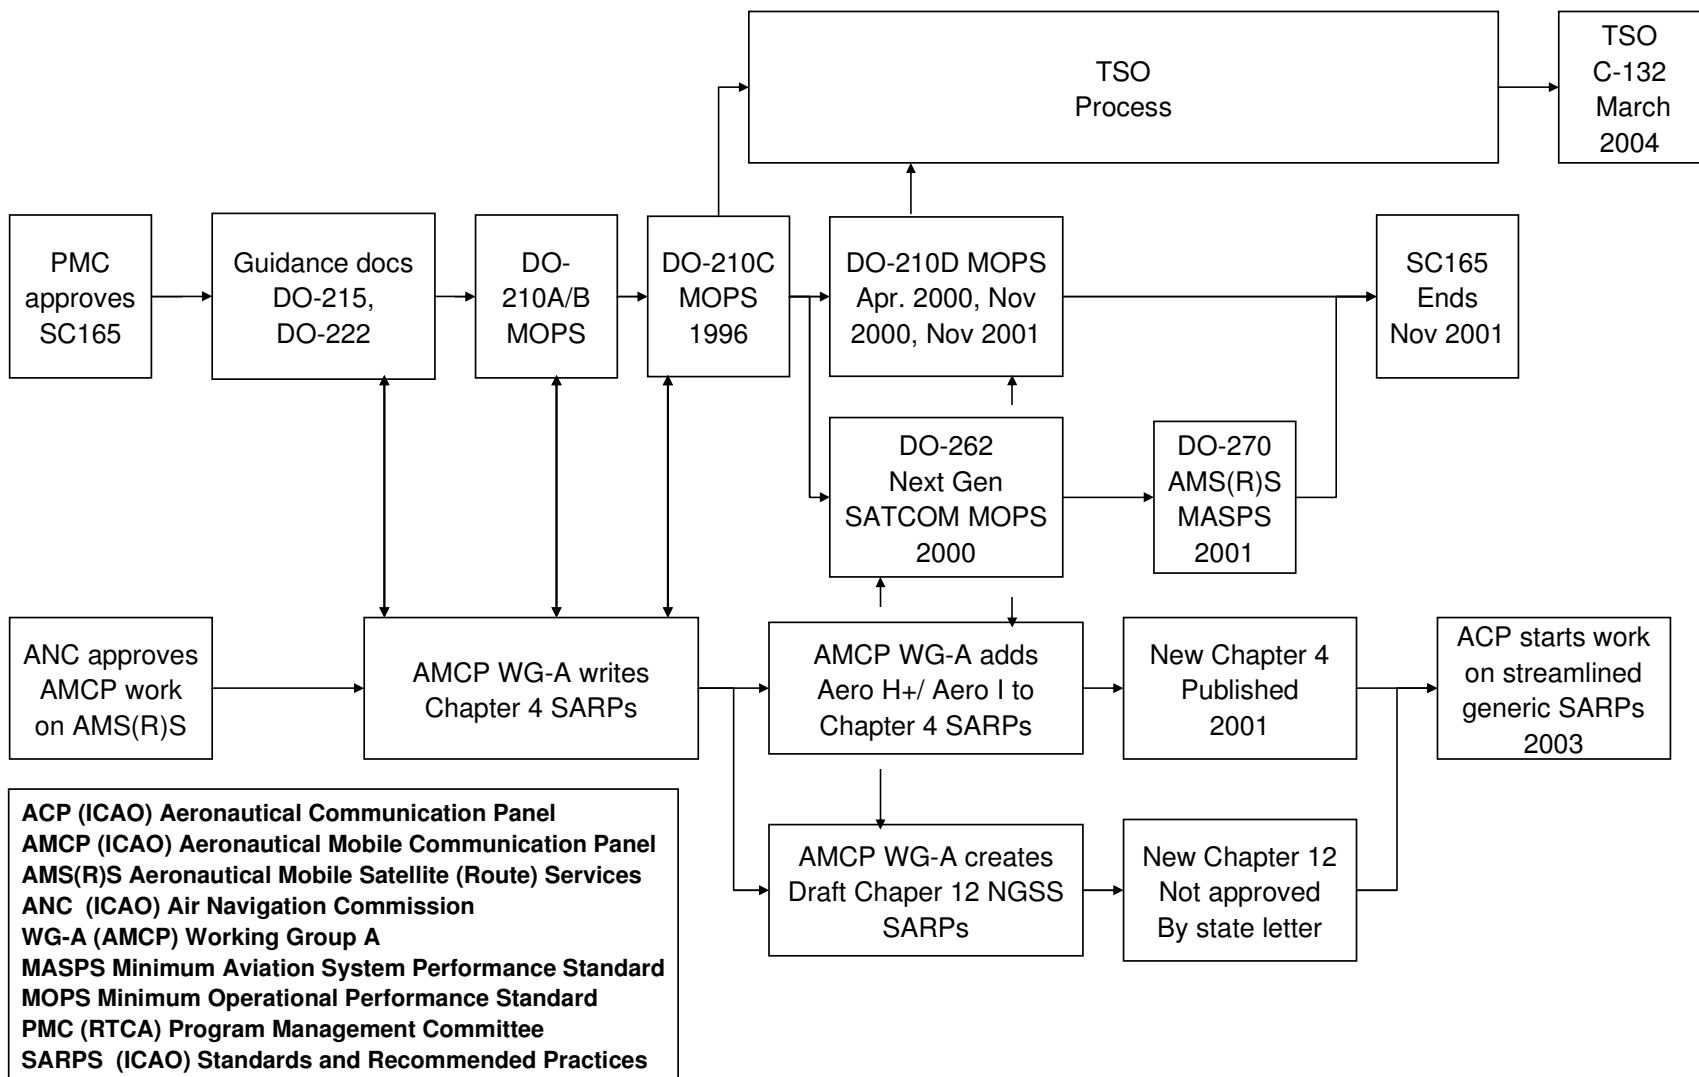 TSO
Process
TSO
C-132
March
2004
PMC
approves
SC165
Guidance docs
DO-215,
DO-222
DO-
210A/B
MOPS
DO-210C
MOPS
1996
DO-210D MOPS
Apr. 2000, Nov
2000, Nov 2001
SC165
Ends
Nov 2001
DO-262
Next Gen
SATCOM MOPS
2000
DO-270
AMS(R)S
MASPS
2001
ANC approves
AMCP work
on AMS(R)S
AMCP WG-A writes
Chapter 4 SARPs
AMCP WG-A adds
Aero H+/ Aero I to
Chapter 4 SARPs
New Chapter 4
Published
2001
ACP starts work
on streamlined
generic SARPs
2003
AMCP WG-A creates
Draft Chaper 12 NGSS
SARPs
New Chapter 12
Not approved
By state letter
ACP (ICAO) Aeronautical Communication Panel
AMCP (ICAO) Aeronautical Mobile Communication Panel
AMS(R)S Aeronautical Mobile Satellite (Route) Services
ANC  (ICAO) Air Navigation Commission
WG-A (AMCP) Working Group A
MASPS Minimum Aviation System Performance Standard
MOPS Minimum Operational Performance Standard
PMC (RTCA) Program Management Committee
SARPS  (ICAO) Standards and Recommended Practices